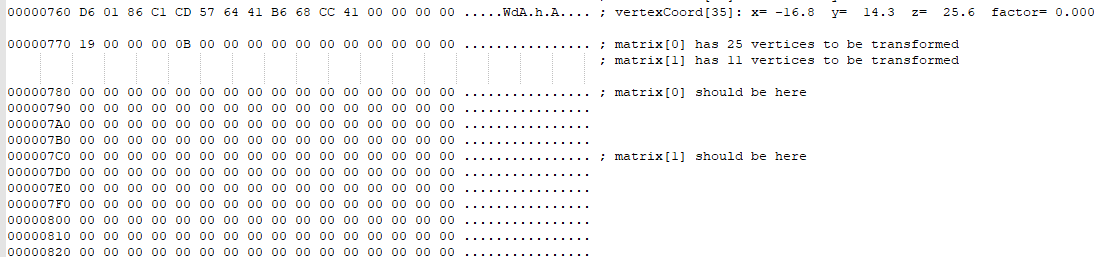 00000760 D6 01 86 C1 CD 57 64 41 B6 68 CC 41 00 00 00 00 .....WdA.h.A.... ; vertexCoord[35]: x= -16.8 y= 14.3 z= 25.6 factor= 0.000
00000770 19 00 00 00 0B 00 00 00 00 00 00 00 00 00 00 00 ................ ; matrix[0] has 25 vertices to be transformed
; matrix[1] has 11 vertices to be transformed
00000780 00 00 00 00 00 00 00 00 00 00 00 00 00 00 00 00 ................ ; matrix[0] should be here
00000790 00 00 00 00 00 00 00 00 00 00 00 00 00 00 00 00 ................
000007A0 00 00 00 00 00 00 00 00 00 00 00 00 00 00 00 00 ................
000007B0 00 00 00 00 00 00 00 00 00 00 00 00 00 00 00 00 ................
000007C0 00 00 00 00 00 00 00 00 00 00 00 00 00 00 00 00 ................ ; matrix[1] should be here
000007D0 00 00 00 00 00 00 00 00 00 00 00 00 00 00 00 00 ................
000007E0 00 00 00 00 00 00 00 00 00 00 00 00 00 00 00 00 ................
000007F0 00 00 00 00 00 00 00 00 00 00 00 00 00 00 00 00 ................
00000800 00 00 00 00 00 00 00 00 00 00 00 00 00 00 00 00 ................
00000810 00 00 00 00 00 00 00 00 00 00 00 00 00 00 00 00 ................
00000820 00 00 00 00 00 00 00 00 00 00 00 00 00 00 00 00 ................